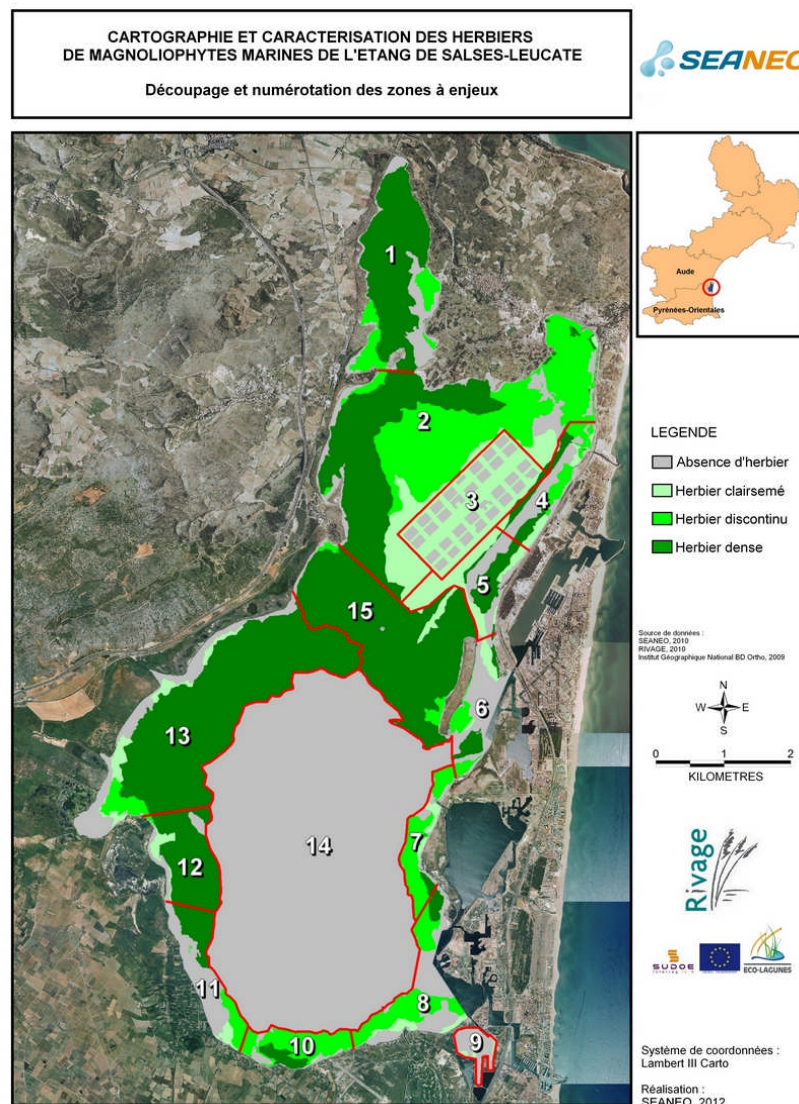 CARTOGRAPHIE ET CARACTERISATION DES HERBIERS
DE MAGNOLIOPHYTES MARINES DE L'ETANG DE SALSES-LEUCATE
Découpage et numérotation des zones à enjeux
SEANEO
Aude
Pyrénées-Orientales
1
2
3
4
5
15
6
13
14
7
12
11
8
10
9
LEGENDE
Absence d'herbier
Herbier clairsemé
Herbier discontinu
Herbier dense
Source de données :
SEANEO, 2010
RIVAGE, 2010
Institut Géographique National BD Ortho, 2009
N
W E
S
0 1 2
KILOMETRES
Rivage
SUDOE
ECO-LAGUNES
Système de coordonnées :
Lambert III Carto
Réalisation :
SEANEO, 2012